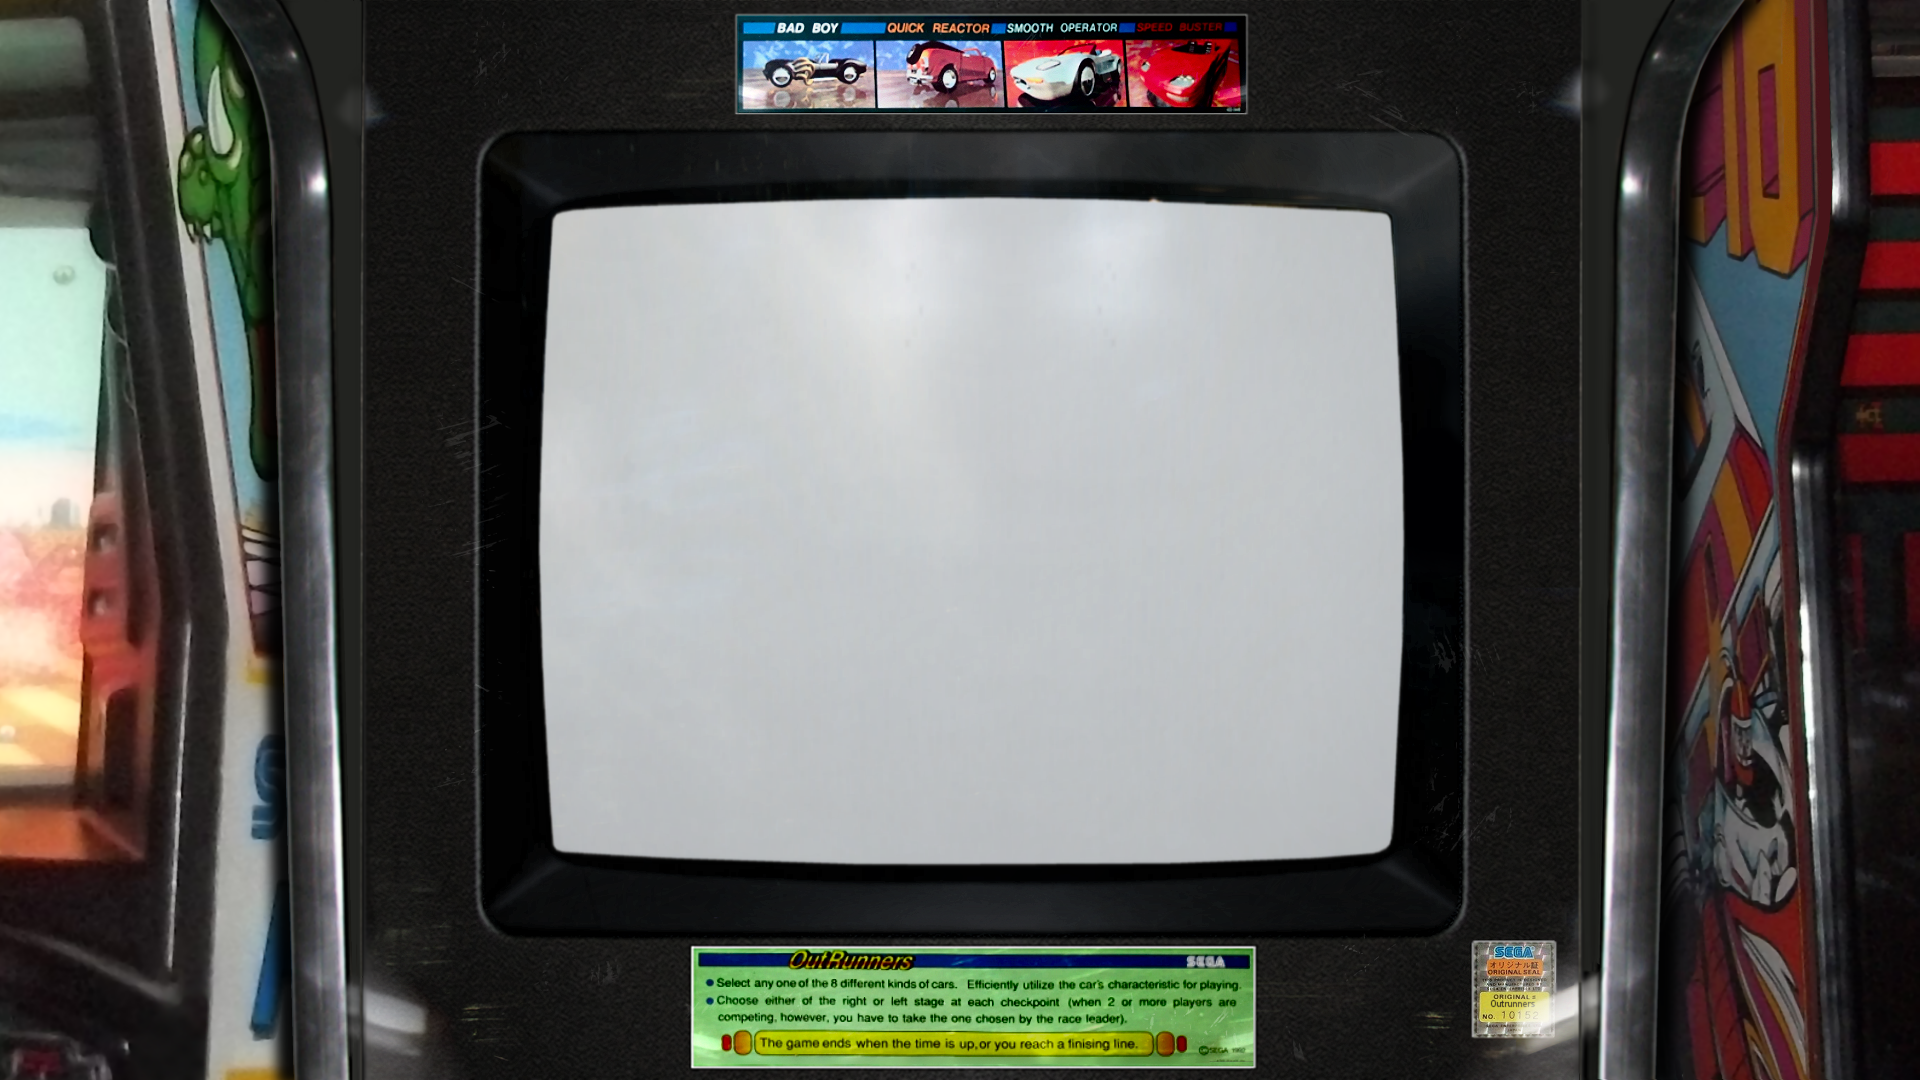 BAD BOY QUICK REACTOR SMOOTH OPERATOR SPEED BUSTER
OutRunners SEGA
Select any one of the 8 different kinds of cars. Efficiently utilize the car's characteristic for playing.
Choose either of the right or left stage at each checkpoint (when 2 or more players are
competing, however, you have to take the one chosen by the race leader).
The game ends when the time is up, or you reach a finising line.
©SEGA 1992
SEGA
オリジナル証
ORIGINAL SEAL
ORIGINAL
Outrunners
NO. 10152